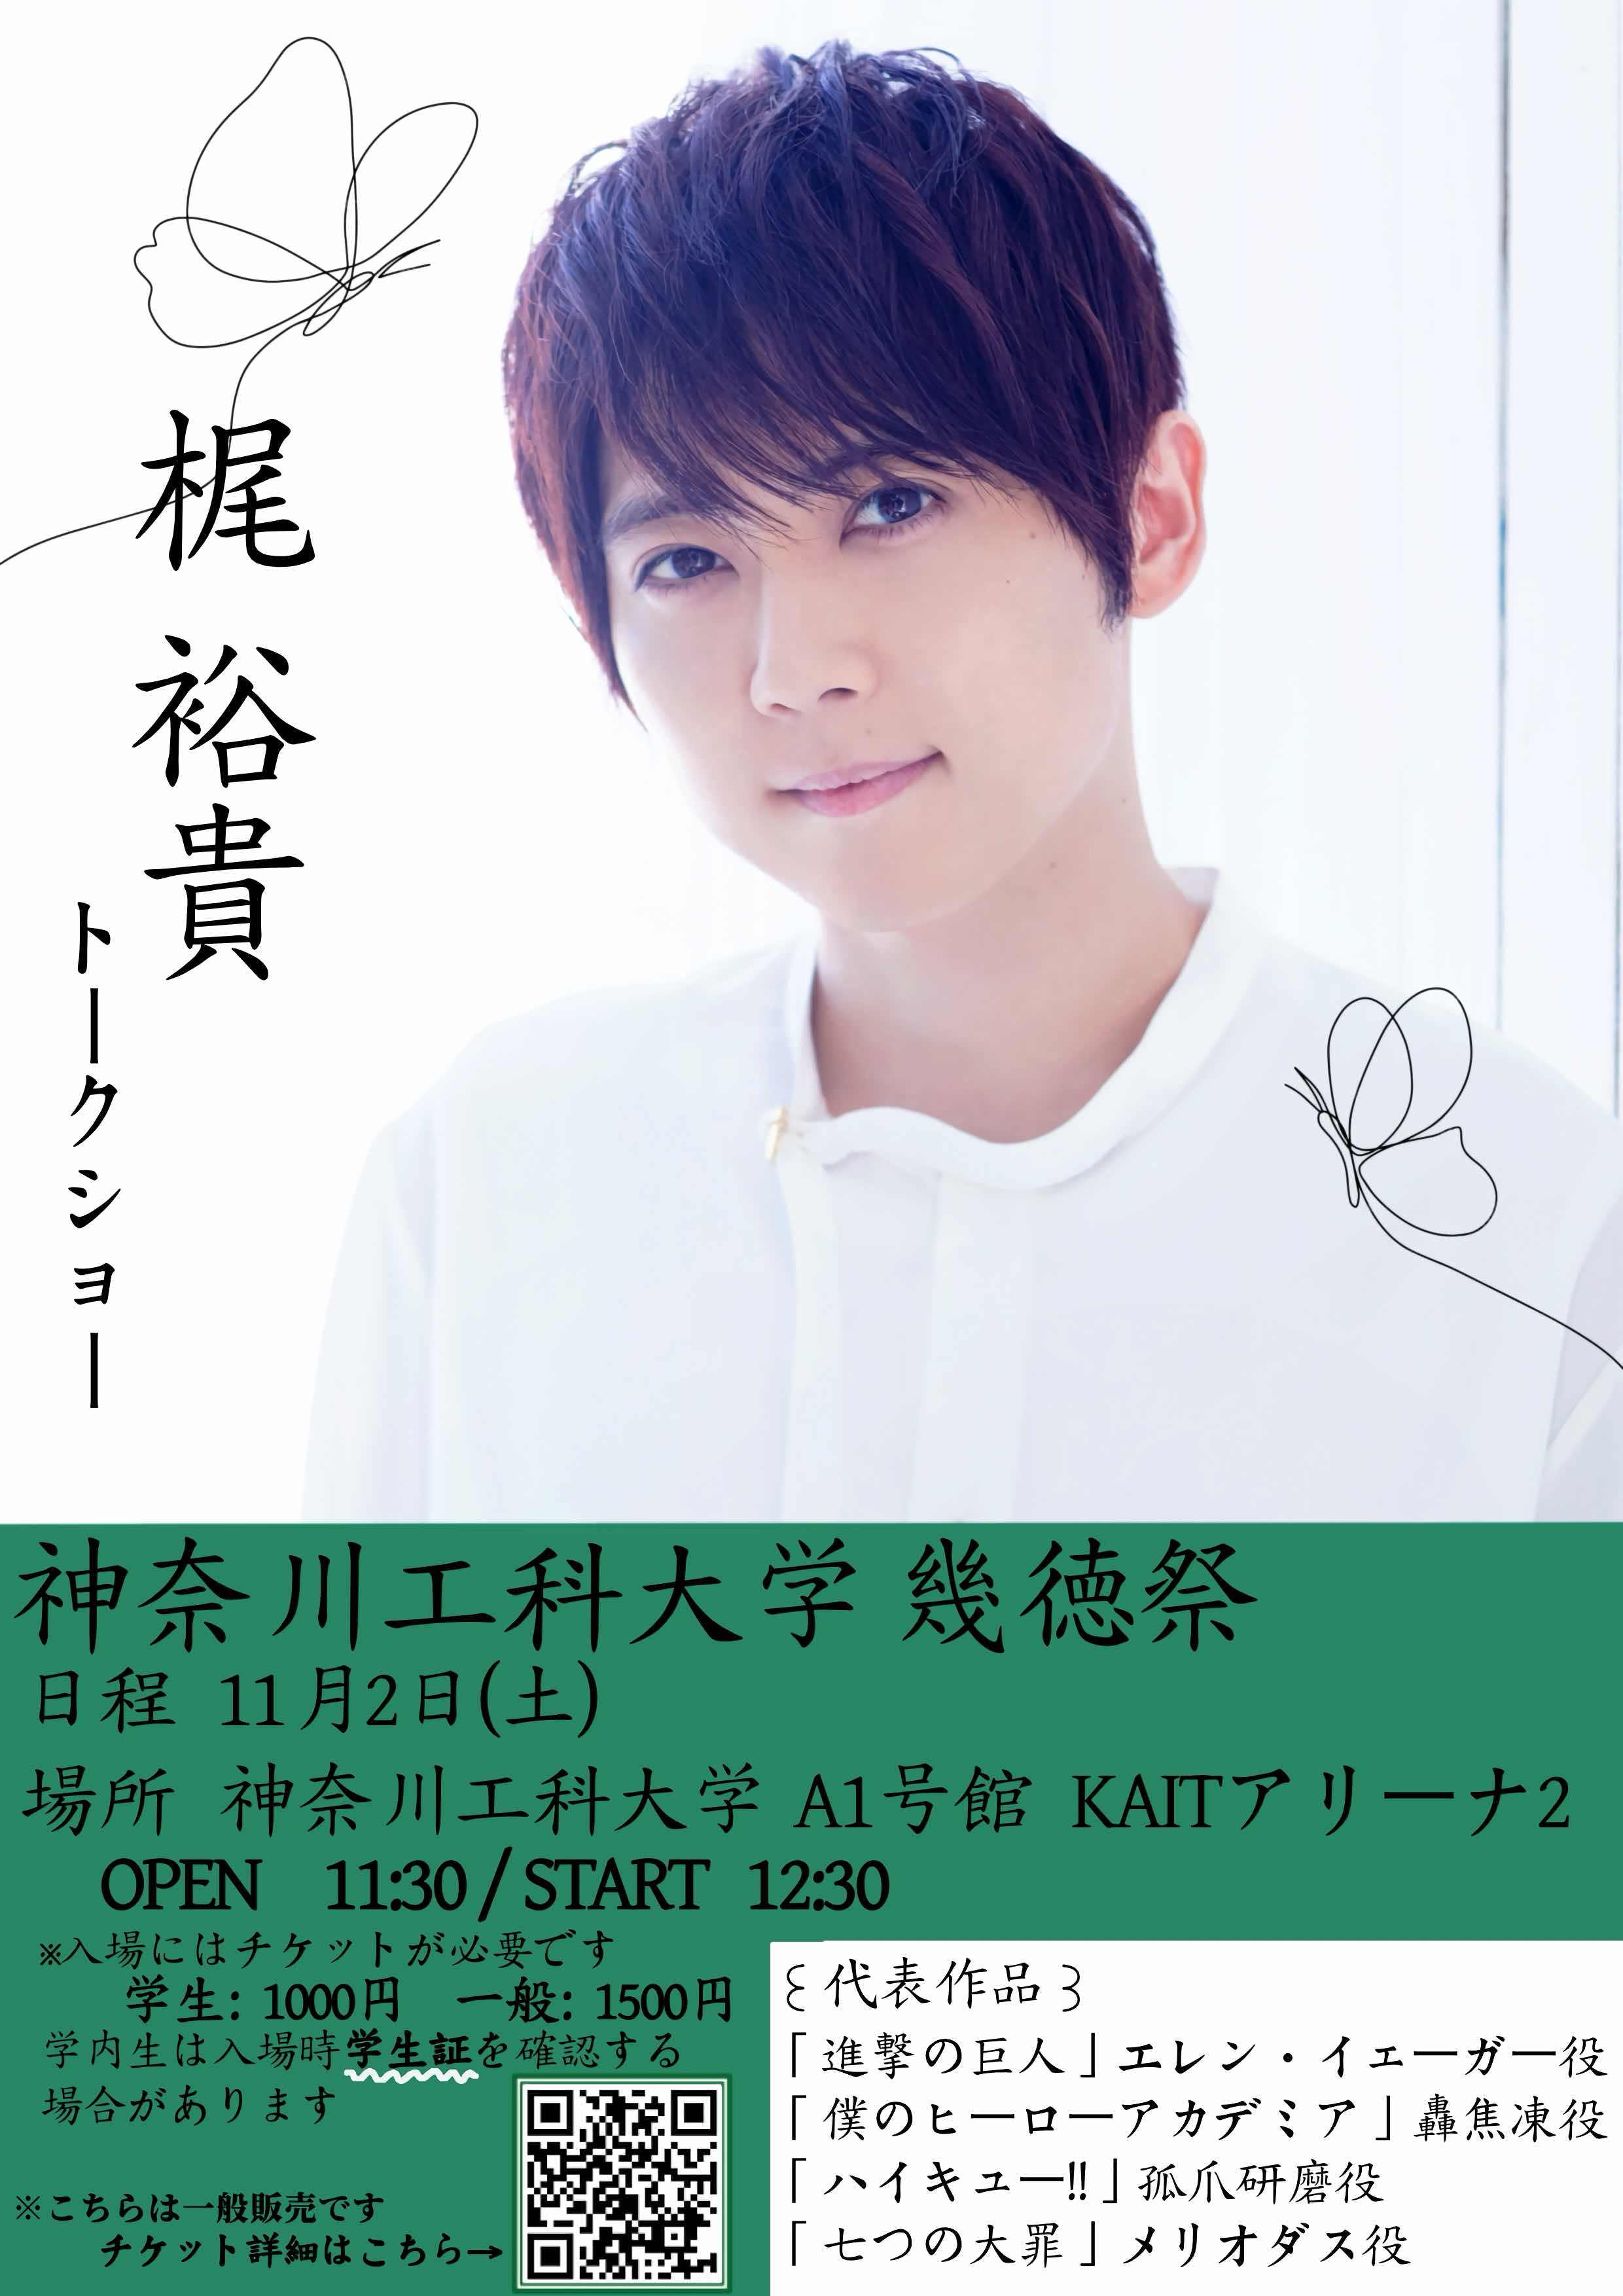 梶裕貴
トークショー
神奈川工科大学 幾徳祭
日程 11月2日(土)
場所 神奈川工科大学 A1号館 KAITアリーナ2
OPEN 11:30 / START 12:30
※入場にはチケットが必要です
学生: 1000円 一般: 1500円
学内生は入場時学生証を確認する
場合があります
※こちらは一般販売です
チケット詳細はこちら→
{代表作品}
「進撃の巨人」エレン・イェーガー役
「僕のヒーローアカデミア」轟焦凍役
「ハイキュー!!」孤爪研磨役
「七つの大罪」メリオダス役